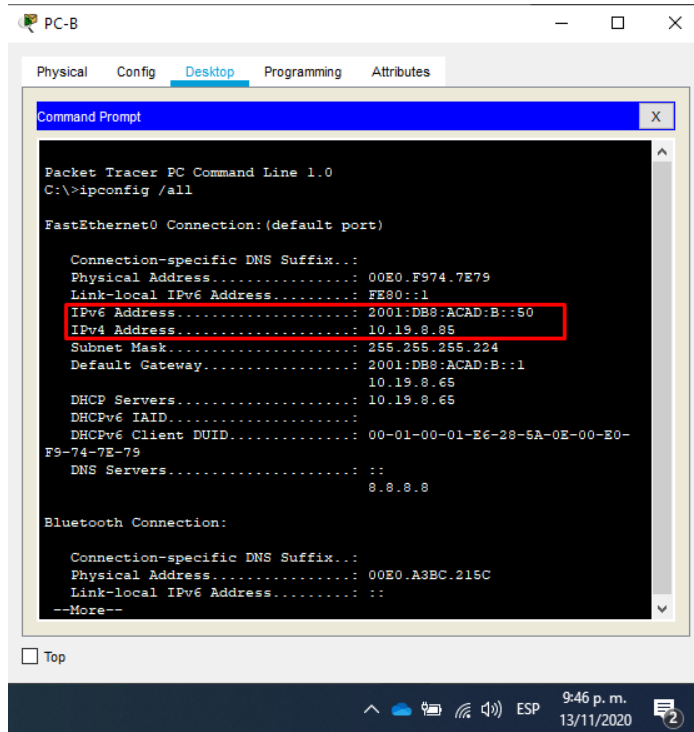 PC-B
Physical Config Desktop Programming Attributes
Command Prompt X
Packet Tracer PC Command Line 1.0
C:\>ipconfig /all
FastEthernet0 Connection:(default port)
Connection-specific DNS Suffix..:
Physical Address................: 00E0.F974.7E79
Link-local IPv6 Address.........: FE80::1
IPv6 Address....................: 2001:DB8:ACAD:B::50
IPv4 Address....................: 10.19.8.85
Subnet Mask.....................: 255.255.255.224
Default Gateway.................: 2001:DB8:ACAD:B::1
10.19.8.65
DHCP Servers....................: 10.19.8.65
DHCPv6 IAID.....................:
DHCPv6 Client DUID..............: 00-01-00-01-E6-28-5A-0E-00-E0-
F9-74-7E-79
DNS Servers.....................: ::
8.8.8.8
Bluetooth Connection:
Connection-specific DNS Suffix..:
Physical Address................: 00E0.A3BC.215C
Link-local IPv6 Address.........: ::
--More--
Top
ESP
9:46 p. m.
13/11/2020
2